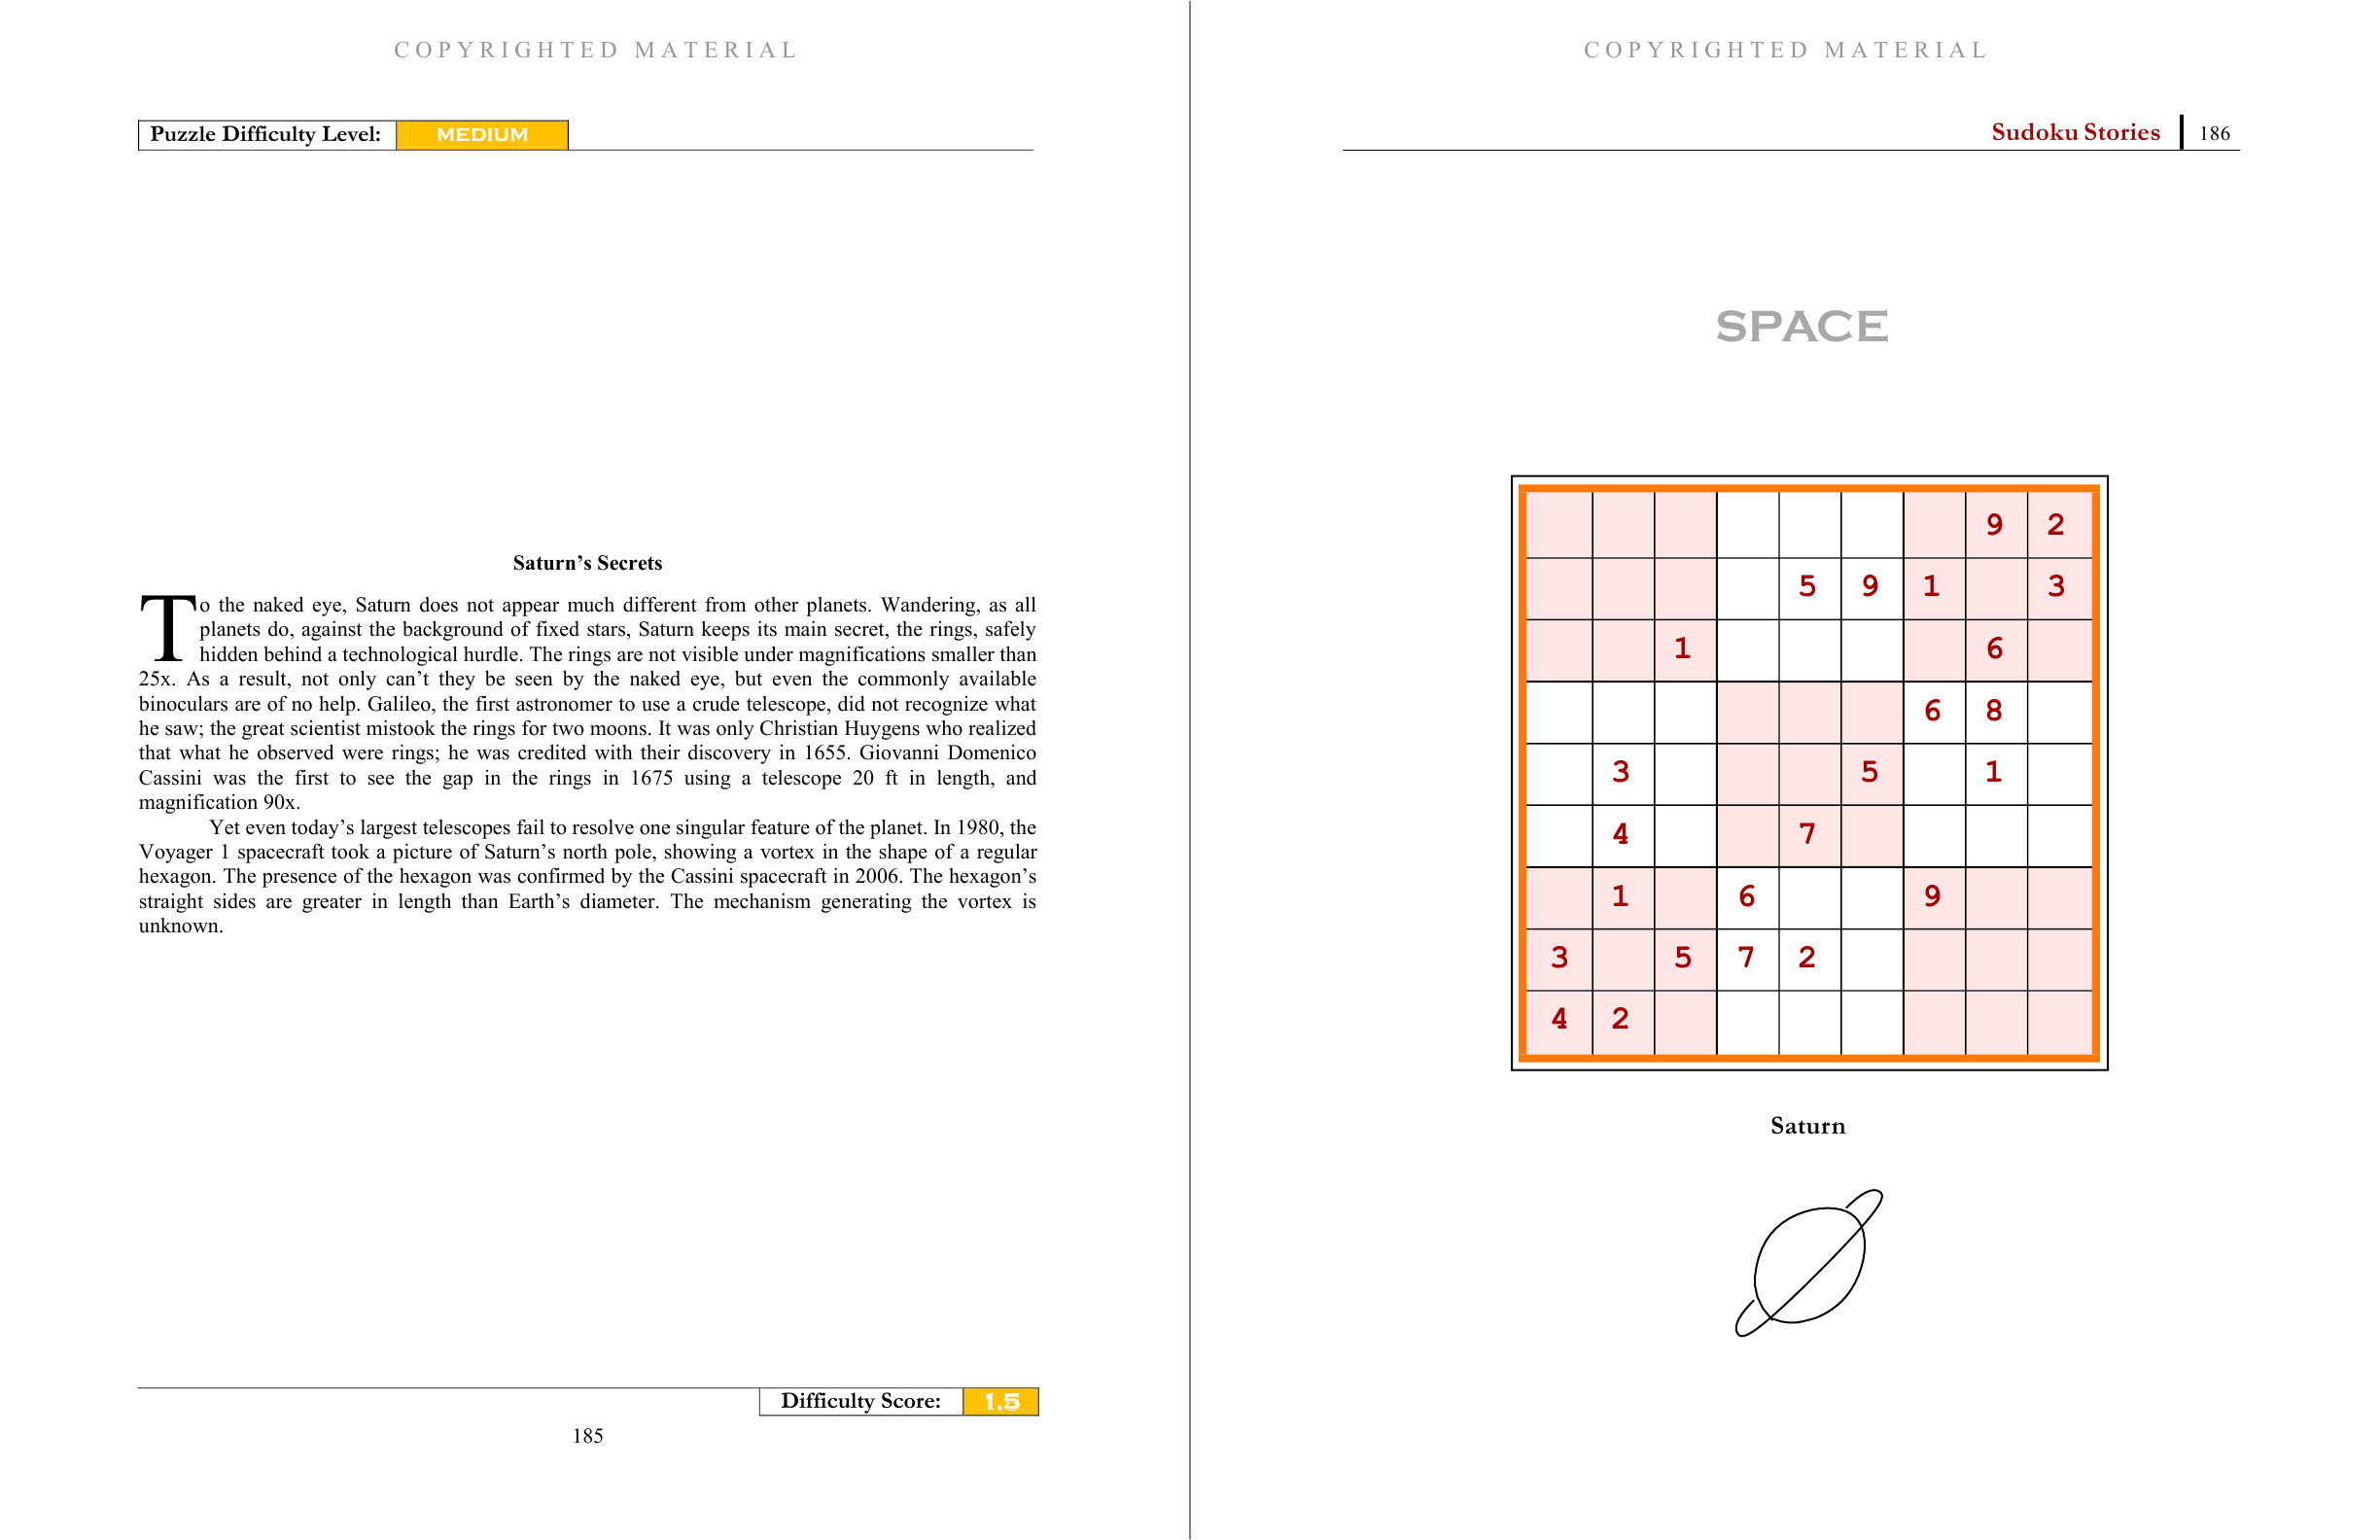 COPYRIGHTED MATERIAL
Puzzle Difficulty Level: MEDIUM
Saturn’s Secrets
To the naked eye, Saturn does not appear much different from other planets. Wandering, as all
planets do, against the background of fixed stars, Saturn keeps its main secret, the rings, safely
hidden behind a technological hurdle. The rings are not visible under magnifications smaller than
25x. As a result, not only can’t they be seen by the naked eye, but even the commonly available
binoculars are of no help. Galileo, the first astronomer to use a crude telescope, did not recognize what
he saw; the great scientist mistook the rings for two moons. It was only Christian Huygens who realized
that what he observed were rings; he was credited with their discovery in 1655. Giovanni Domenico
Cassini was the first to see the gap in the rings in 1675 using a telescope 20 ft in length, and
magnification 90x.
Yet even today’s largest telescopes fail to resolve one singular feature of the planet. In 1980, the
Voyager 1 spacecraft took a picture of Saturn’s north pole, showing a vortex in the shape of a regular
hexagon. The presence of the hexagon was confirmed by the Cassini spacecraft in 2006. The hexagon’s
straight sides are greater in length than Earth’s diameter. The mechanism generating the vortex is
unknown.
Difficulty Score: 1.5
185
COPYRIGHTED MATERIAL
Sudoku Stories 186
SPACE
9 2
5 9 1 3
1 6
6 8
3 5 1
4 7
1 6 9
3 5 7 2
4 2
Saturn